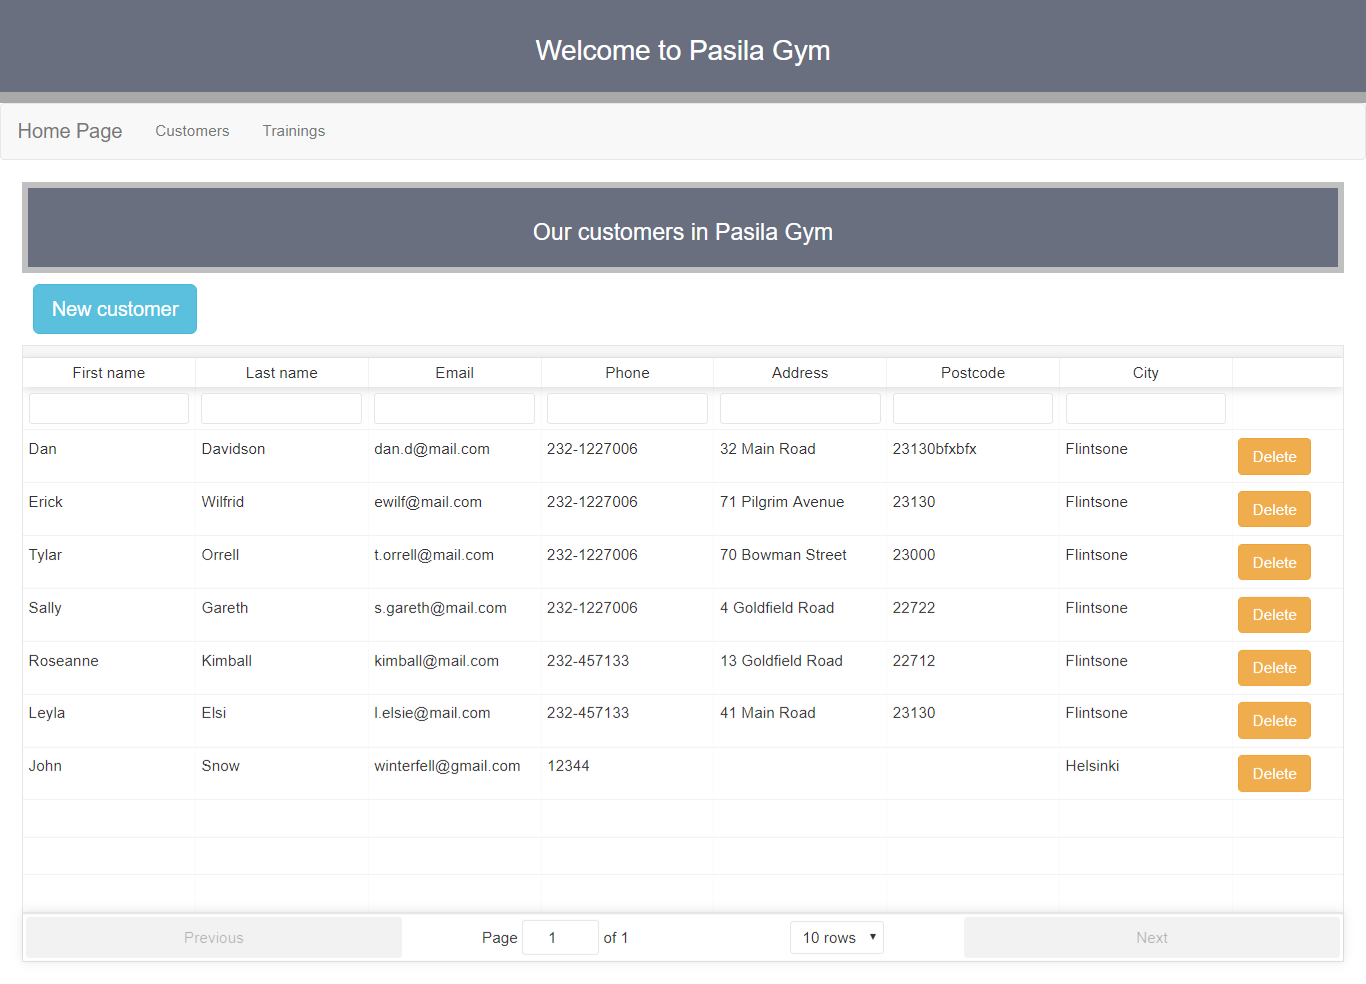 Welcome to Pasila Gym
Home Page Customers Trainings
Our customers in Pasila Gym
New customer
First name Last name Email Phone Address Postcode City
Dan Davidson dan.d@mail.com 232-1227006 32 Main Road 23130bfxbfx Flintsone Delete
Erick Wilfrid ewilf@mail.com 232-1227006 71 Pilgrim Avenue 23130 Flintsone Delete
Tylar Orrell t.orrell@mail.com 232-1227006 70 Bowman Street 23000 Flintsone Delete
Sally Gareth s.gareth@mail.com 232-1227006 4 Goldfield Road 22722 Flintsone Delete
Roseanne Kimball kimball@mail.com 232-457133 13 Goldfield Road 22712 Flintsone Delete
Leyla Elsi l.elsie@mail.com 232-457133 41 Main Road 23130 Flintsone Delete
John Snow winterfell@gmail.com 12344 Helsinki Delete
Previous Page 1 of 1 10 rows Next